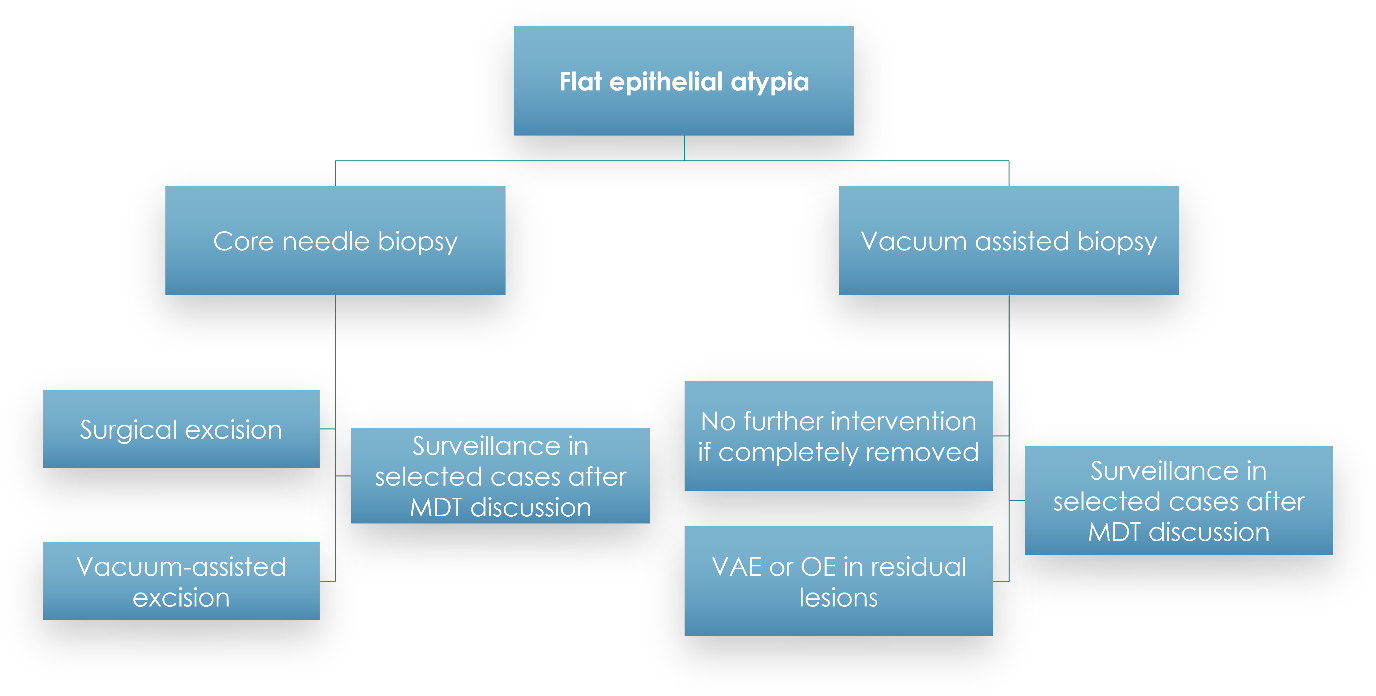 Flat epithelial atypia
Core needle biopsy
Vacuum assisted biopsy
Surgical excision
Surveillance in
selected cases after
MDT discussion
Vacuum-assisted
excision
No further intervention
if completely removed
Surveillance in
selected cases after
MDT discussion
VAE or OE in residual
lesions